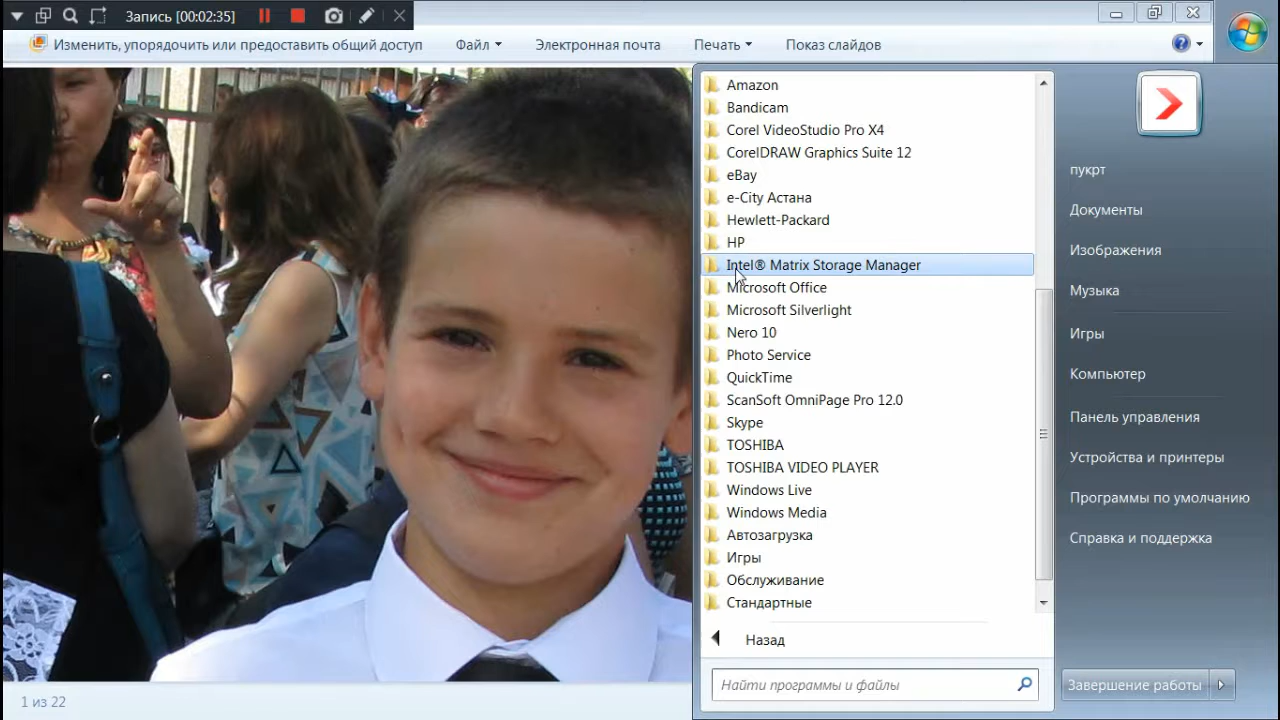 Запись [00:02:35]
Изменить, упорядочить или предоставить общий доступ Файл Электронная почта Печать Показ слайдов
Amazon
Bandicam
Corel VideoStudio Pro X4
CorelDRAW Graphics Suite 12
eBay
e-City Астана
Hewlett-Packard
HP
Intel® Matrix Storage Manager
Microsoft Office
Microsoft Silverlight
Nero 10
Photo Service
QuickTime
ScanSoft OmniPage Pro 12.0
Skype
TOSHIBA
TOSHIBA VIDEO PLAYER
Windows Live
Windows Media
Автозагрузка
Игры
Обслуживание
Стандартные
Назад
Найти программы и файлы
пукрт
Документы
Изображения
Музыка
Игры
Компьютер
Панель управления
Устройства и принтеры
Программы по умолчанию
Справка и поддержка
Завершение работы
1 из 22